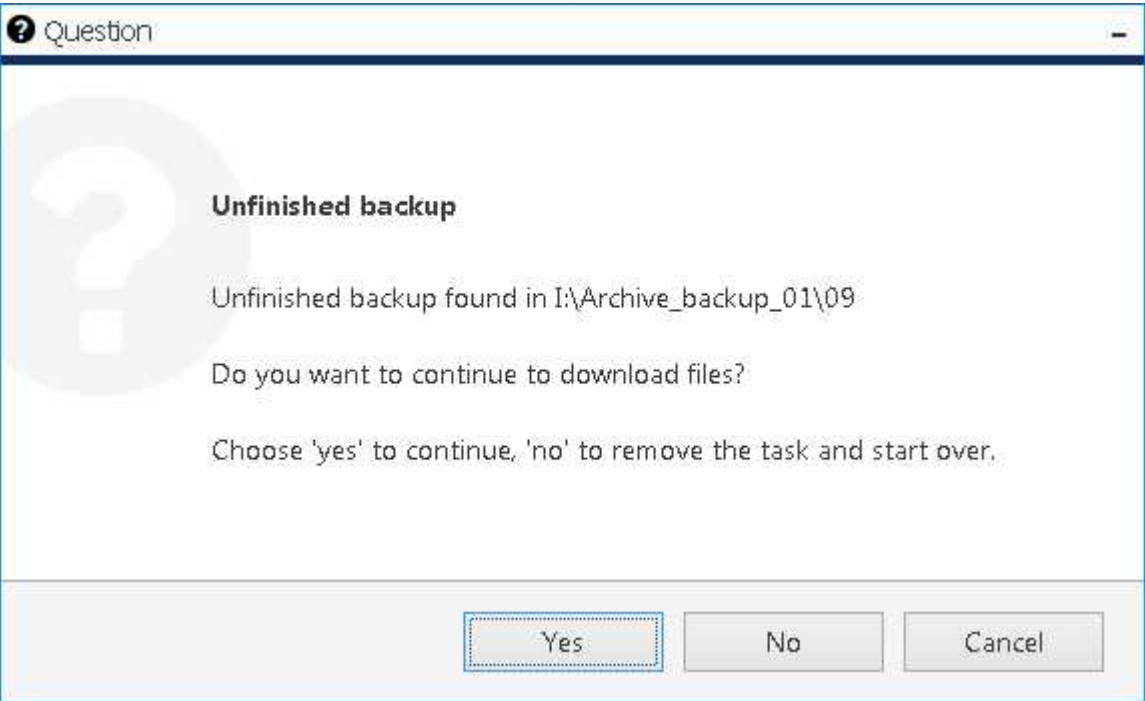 Question
Unfinished backup
Unfinished backup found in I:\Archive_backup_01\09
Do you want to continue to download files?
Choose 'yes' to continue, 'no' to remove the task and start over.
Yes No Cancel